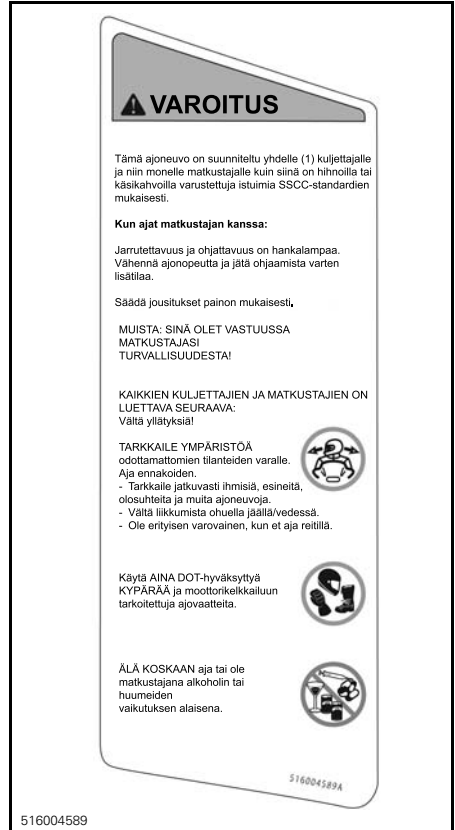 VAROITUS
Tämä ajoneuvo on suunniteltu yhdelle (1) kuljettajalle
ja niin monelle matkustajalle kuin siinä on hihnoilla tai
käsikahvoilla varustettuja istuimia SSCC-standardien
mukaisesti.
Kun ajat matkustajan kanssa:
Jarrutettavuus ja ohjattavuus on hankalampaa.
Vähennä ajonopeutta ja jätä ohjaamista varten
lisätilaa.
Säädä jousitukset painon mukaisesti.
MUISTA: SINÄ OLET VASTUUSSA
MATKUSTAJASI
TURVALLISUUDESTA!
KAIKKIEN KULJETTAJIEN JA MATKUSTAJIEN ON
LUETTAVA SEURAAVA:
Vältä yllätyksiä!
TARKKAILE YMPÄRISTÖÄ
odottamattomien tilanteiden varalle.
Aja ennakoiden.
- Tarkkaile jatkuvasti ihmisiä, esineitä,
olosuhteita ja muita ajoneuvoja.
- Vältä liikkumista ohuella jäällä/vedessä.
- Ole erityisen varovainen, kun et aja reitillä.
Käytä AINA DOT-hyväksyttyä
KYPÄRÄÄ ja moottorikelkkailuun
tarkoitettuja ajovaatteita.
ÄLÄ KOSKAAN aja tai ole
matkustajana alkoholin tai
huumeiden
vaikutuksen alaisena.
516004589A
516004589